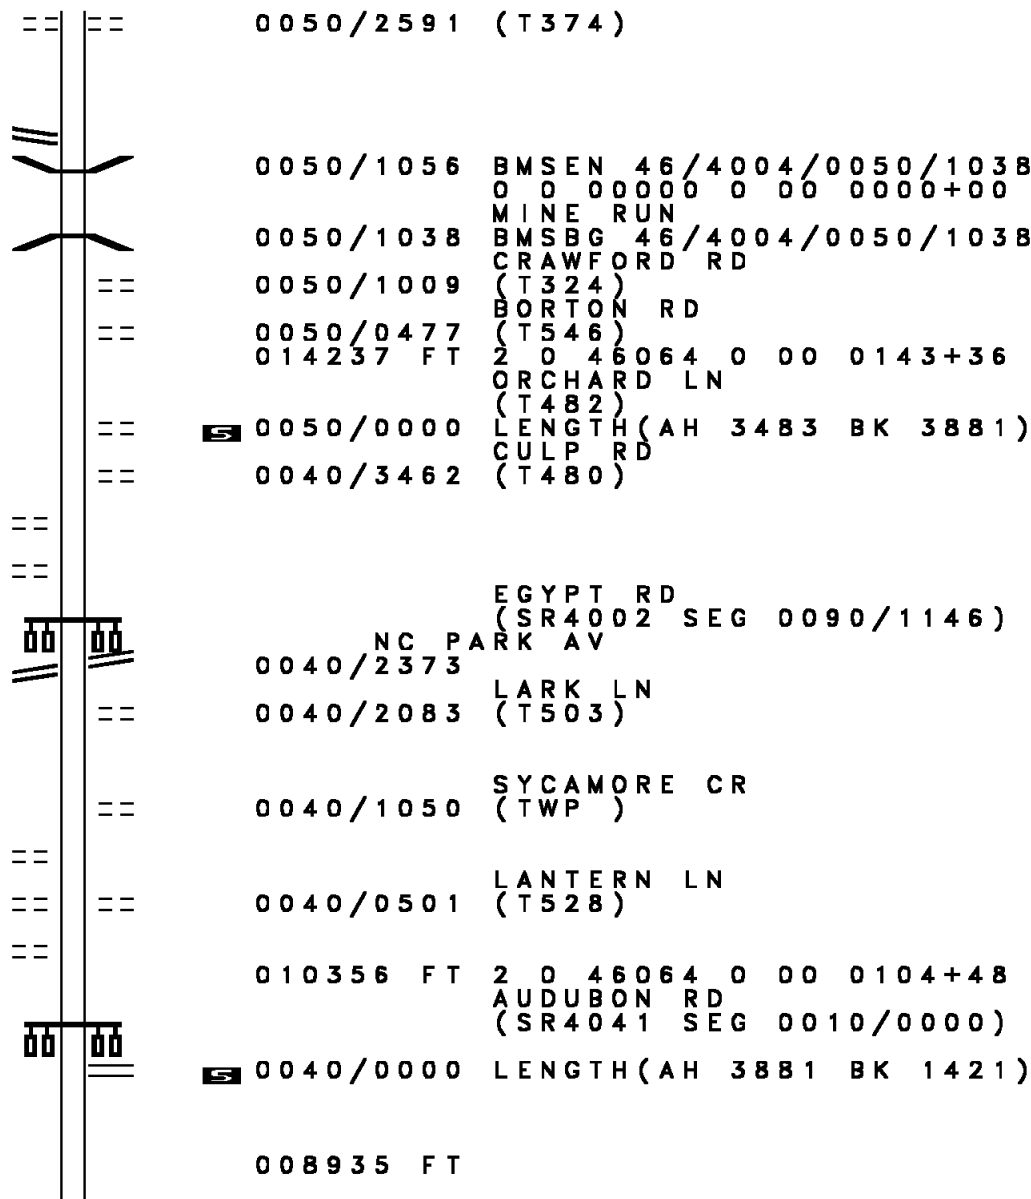 0050/2591 (T374)
0050/1056 BMSEN 46/4004/0050/1038
0 0 00000 0 00 0000+00
MINE RUN
0050/1038 BMSBG 46/4004/0050/1038
CRAWFORD RD
0050/1009 (T324)
BORTON RD
0050/0477 (T546)
014237 FT 2 0 46064 0 00 0143+36
ORCHARD LN
(T482)
S 0050/0000 LENGTH(AH 3483 BK 3881)
CULP RD
0040/3462 (T480)
EGYPT RD
(SR4002 SEG 0090/1146)
NC PARK AV
0040/2373
LARK LN
0040/2083 (T503)
SYCAMORE CR
0040/1050 (TWP )
LANTERN LN
0040/0501 (T528)
010356 FT 2 0 46064 0 00 0104+48
AUDUBON RD
(SR4041 SEG 0010/0000)
S 0040/0000 LENGTH(AH 3881 BK 1421)
008935 FT